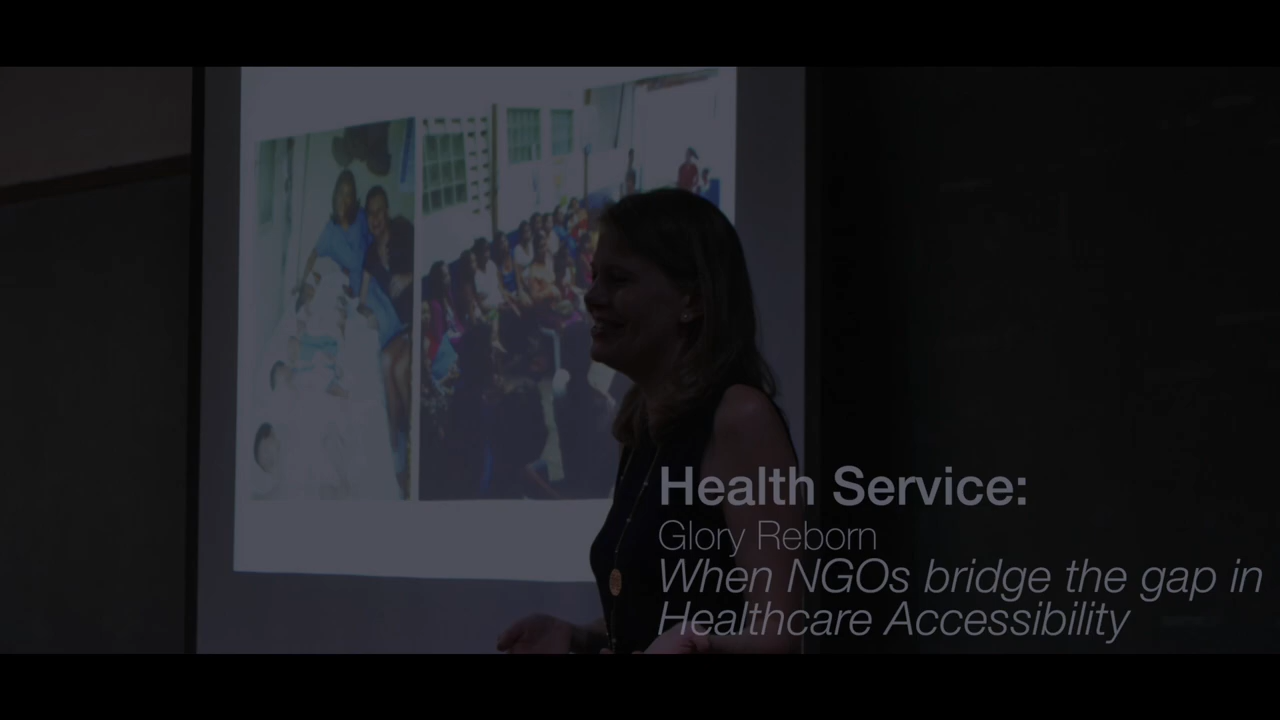 Health Service:
Glory Reborn
When NGOs bridge the gap in
Healthcare Accessibility